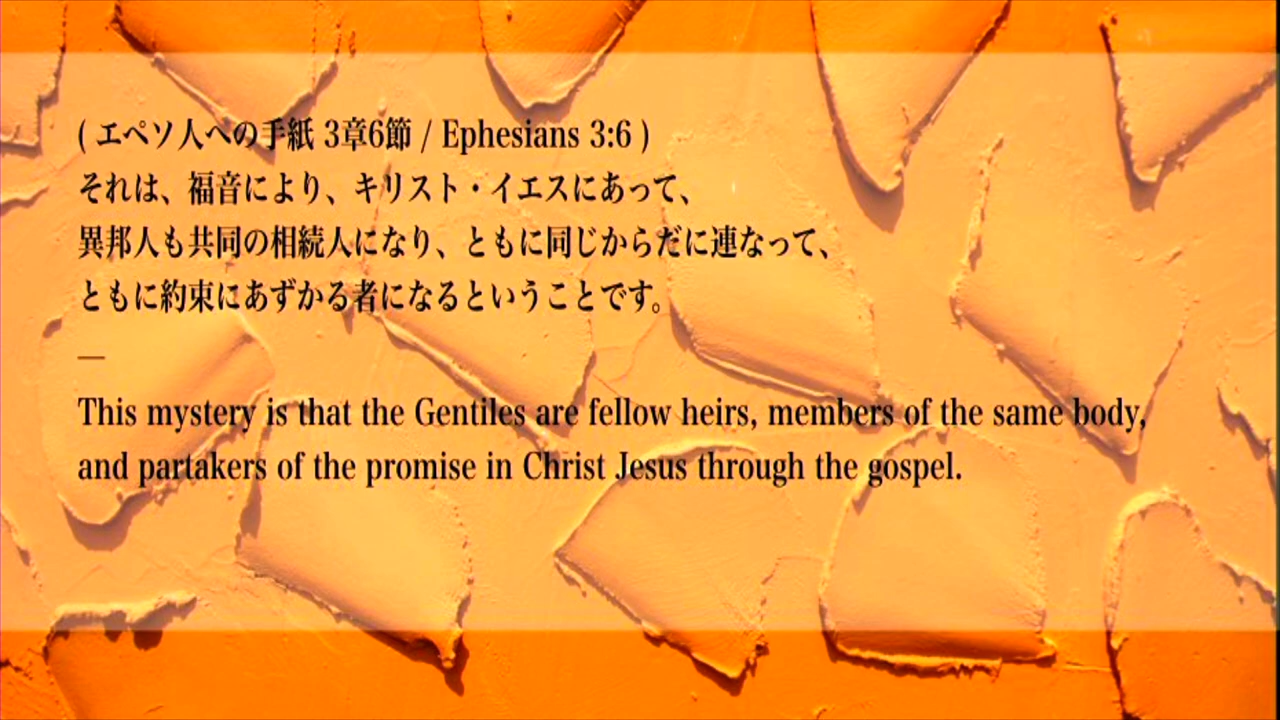 ( エペソ人への手紙 3章6節 / Ephesians 3:6 )
それは、福音により、キリスト・イエスにあって、
異邦人も共同の相続人になり、ともに同じからだに連なって、
ともに約束にあずかる者になるということです。
—
This mystery is that the Gentiles are fellow heirs, members of the same body,
and partakers of the promise in Christ Jesus through the gospel.